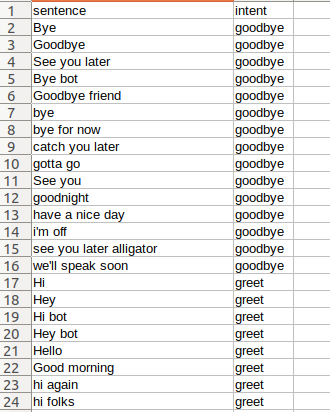 1 sentence intent
2 Bye goodbye
3 Goodbye goodbye
4 See you later goodbye
5 Bye bot goodbye
6 Goodbye friend goodbye
7 bye goodbye
8 bye for now goodbye
9 catch you later goodbye
10 gotta go goodbye
11 See you goodbye
12 goodnight goodbye
13 have a nice day goodbye
14 i'm off goodbye
15 see you later alligator goodbye
16 we'll speak soon goodbye
17 Hi greet
18 Hey greet
19 Hi bot greet
20 Hey bot greet
21 Hello greet
22 Good morning greet
23 hi again greet
24 hi folks greet